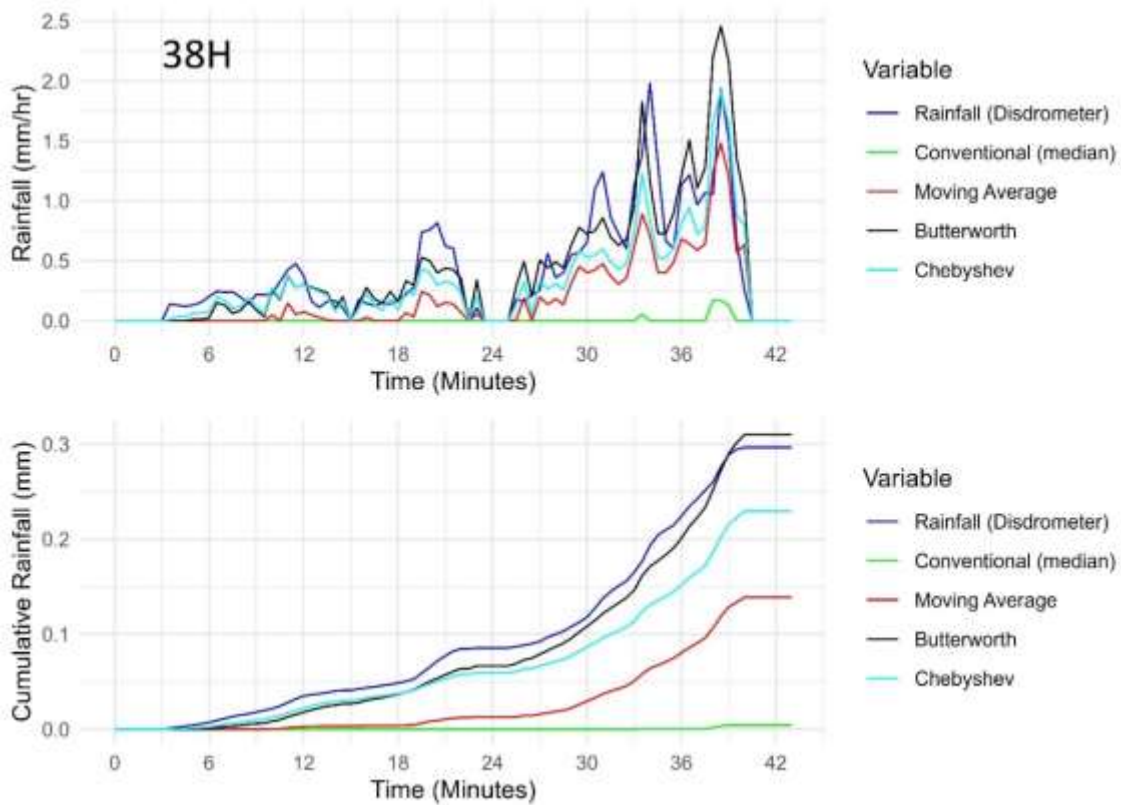 38H
Rainfall (mm/hr)
2.5
2.0
1.5
1.0
0.5
0.0
0 6 12 18 24 30 36 42
Time (Minutes)
Variable
Rainfall (Disdrometer)
Conventional (median)
Moving Average
Butterworth
Chebyshev
Cumulative Rainfall (mm)
0.3
0.2
0.1
0.0
0 6 12 18 24 30 36 42
Time (Minutes)
Variable
Rainfall (Disdrometer)
Conventional (median)
Moving Average
Butterworth
Chebyshev